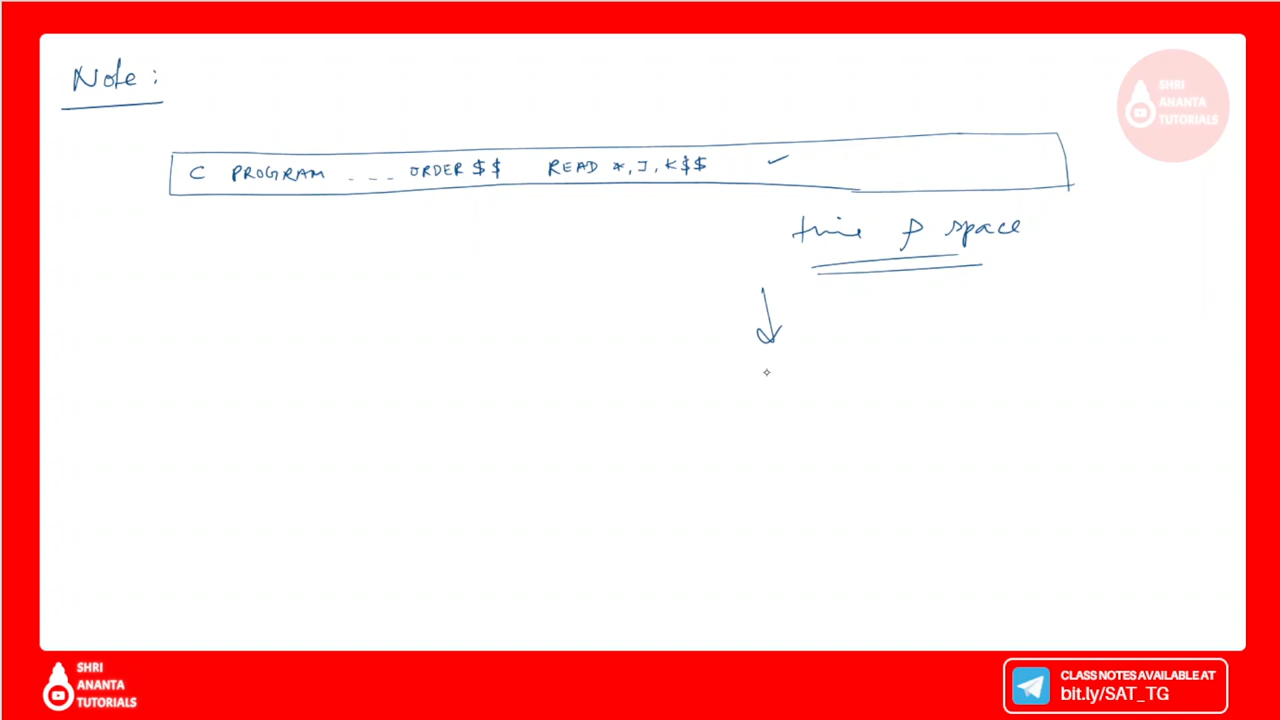 Note :
SHRI
ANANTA
TUTORIALS
C PROGRAM --- ORDER $$ READ *, J, K $$ ✓
time & space
SHRI
ANANTA
TUTORIALS
CLASS NOTES AVAILABLE AT
bit.ly/SAT_TG